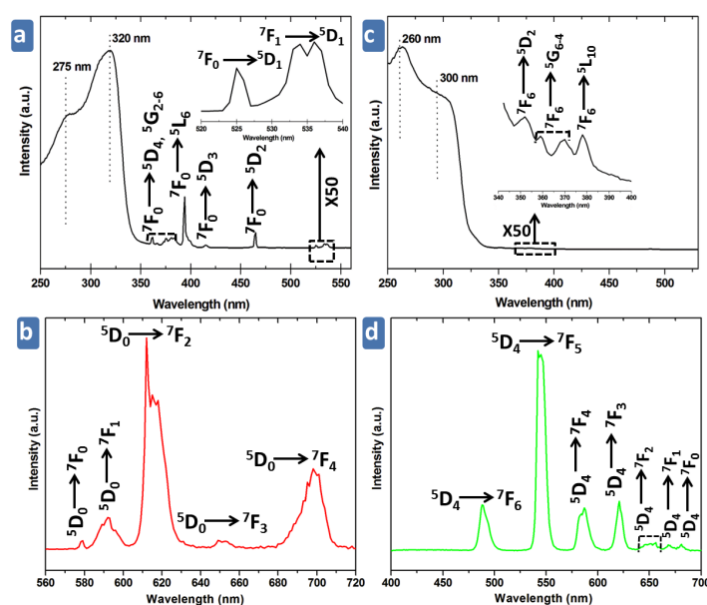 a
320 nm
275 nm
⁷F₁ → ⁵D₁
⁷F₀ → ⁵D₁
520 525 530 535 540
Wavelength (nm)
⁷F₀ → ⁵D₄, ⁵G₂₋₆
⁷F₀ → ⁵L₆
⁷F₀ → ⁵D₃
⁷F₀ → ⁵D₂
X50
Intensity (a.u.)
250 300 350 400 450 500 550
Wavelength (nm)
c
260 nm
300 nm
⁷F₆ → ⁵D₂
⁷F₆ → ⁵G₆₋₄
⁷F₆ → ⁵L₁₀
340 350 360 370 380 390 400
Wavelength (nm)
X50
Intensity (a.u.)
250 300 350 400 450 500
Wavelength (nm)
b
⁵D₀ → ⁷F₂
⁵D₀ → ⁷F₀
⁵D₀ → ⁷F₁
⁵D₀ → ⁷F₃
⁵D₀ → ⁷F₄
Intensity (a.u.)
560 580 600 620 640 660 680 700 720
Wavelength (nm)
d
⁵D₄ → ⁷F₅
⁵D₄ → ⁷F₆
⁵D₄ → ⁷F₄
⁵D₄ → ⁷F₃
⁵D₄ → ⁷F₂
⁵D₄ → ⁷F₁
⁵D₄ → ⁷F₀
Intensity (a.u.)
400 450 500 550 600 650 700
Wavelength (nm)